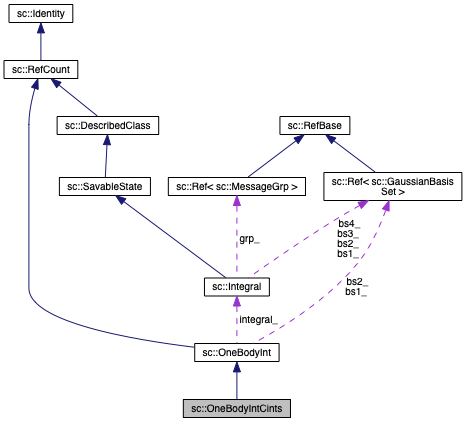 sc::Identity
sc::RefCount
sc::DescribedClass
sc::RefBase
sc::SavableState
sc::Ref< sc::MessageGrp >
sc::Ref< sc::GaussianBasis
Set >
grp_
bs4_
bs3_
bs2_
bs1_
sc::Integral
bs2_
bs1_
integral_
sc::OneBodyInt
sc::OneBodyIntCints